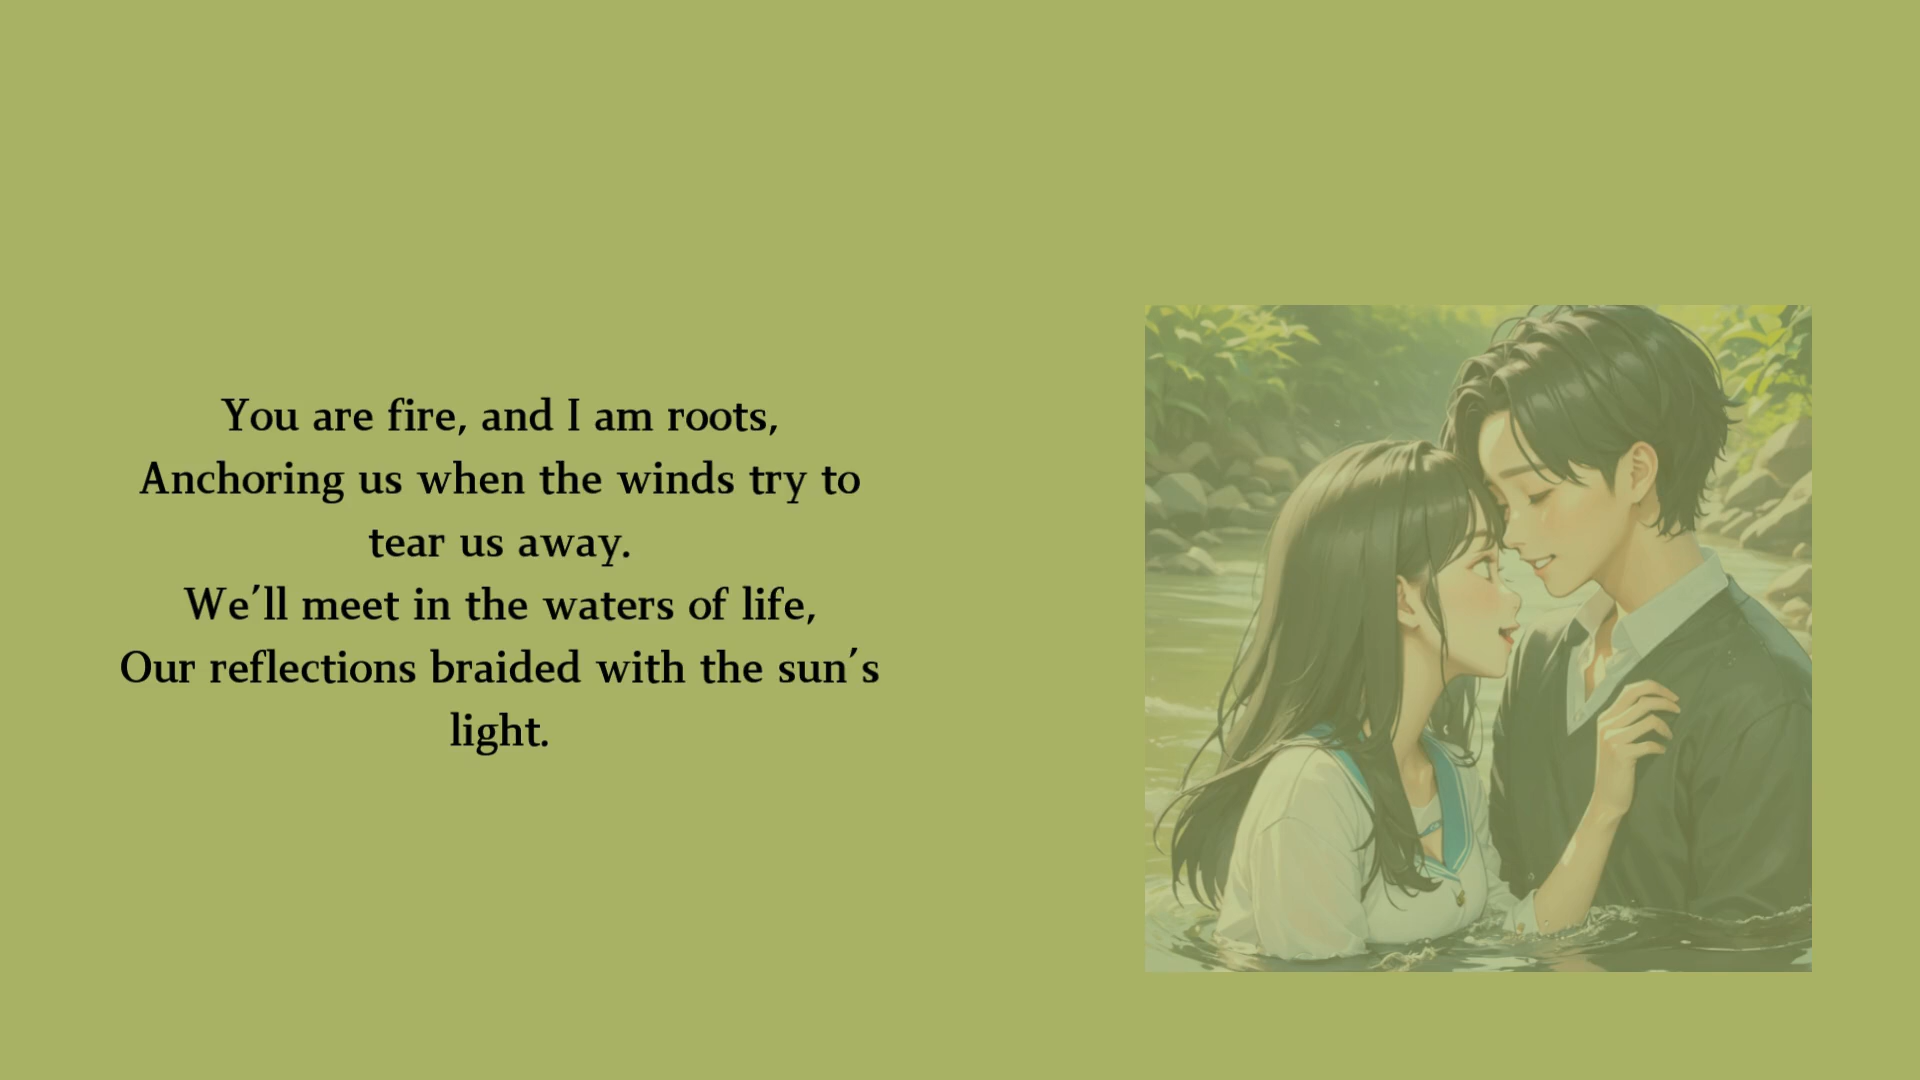 You are fire, and I am roots,
Anchoring us when the winds try to
tear us away.
We'll meet in the waters of life,
Our reflections braided with the sun's
light.